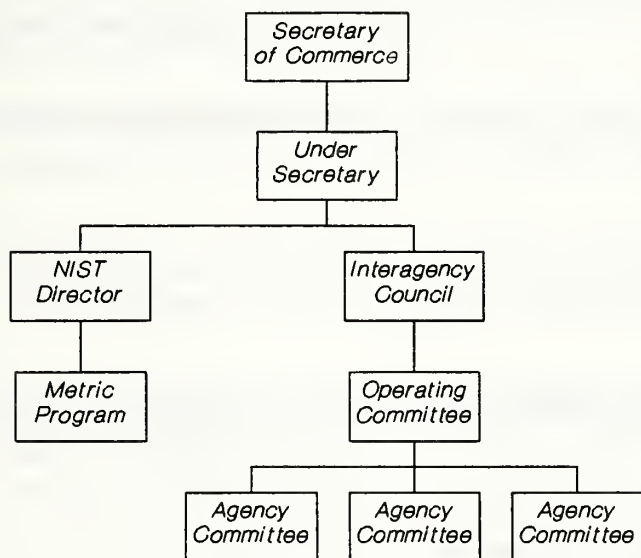 Secretary
of Commerce
Under
Secretary
NIST
Director
Interagency
Council
Metric
Program
Operating
Committee
Agency
Committee
Agency
Committee
Agency
Committee